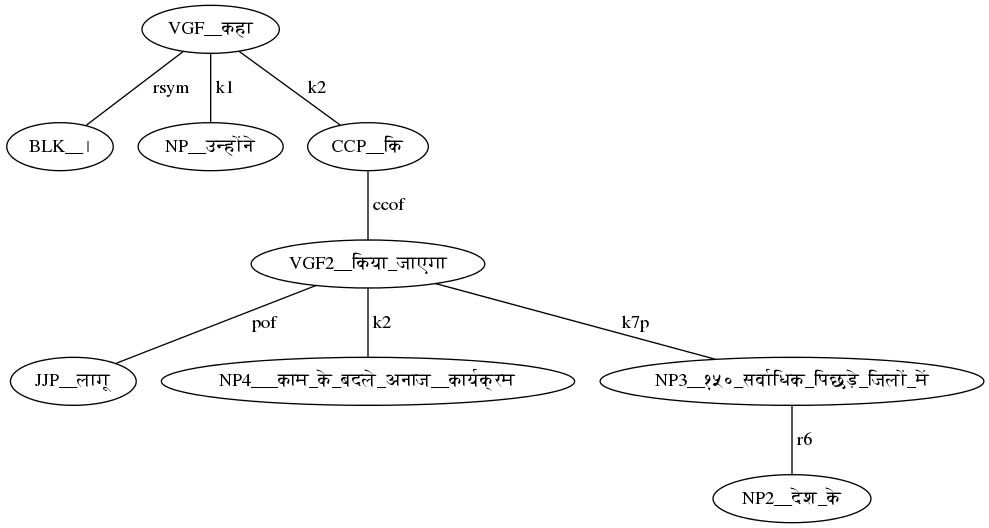 VGF__कहा
rsym k1 k2
BLK__। NP__उन्होंने CCP__कि
ccof
VGF2__किया_जाएगा
pof k2 k7p
JJP__लागू NP4___काम_के_बदले_अनाज__कार्यक्रम NP3__१५०_सर्वाधिक_पिछड़े_जिलों_में
r6
NP2__देश_के